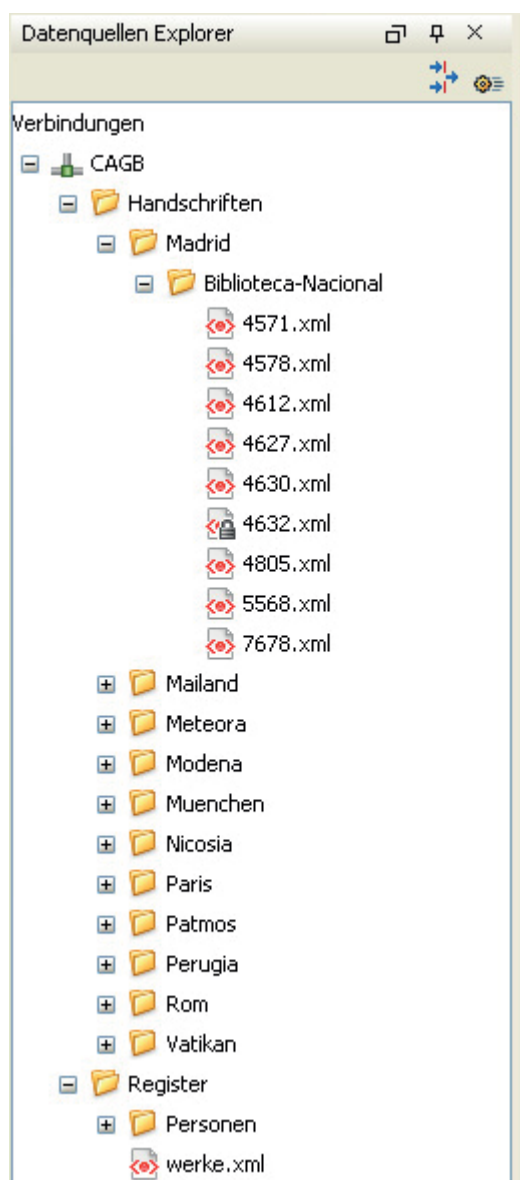 Datenquellen Explorer
Verbindungen
CAGB
Handschriften
Madrid
Biblioteca-Nacional
4571.xml
4578.xml
4612.xml
4627.xml
4630.xml
4632.xml
4805.xml
5568.xml
7678.xml
Mailand
Meteora
Modena
Muenchen
Nicosia
Paris
Patmos
Perugia
Rom
Vatikan
Register
Personen
werke.xml